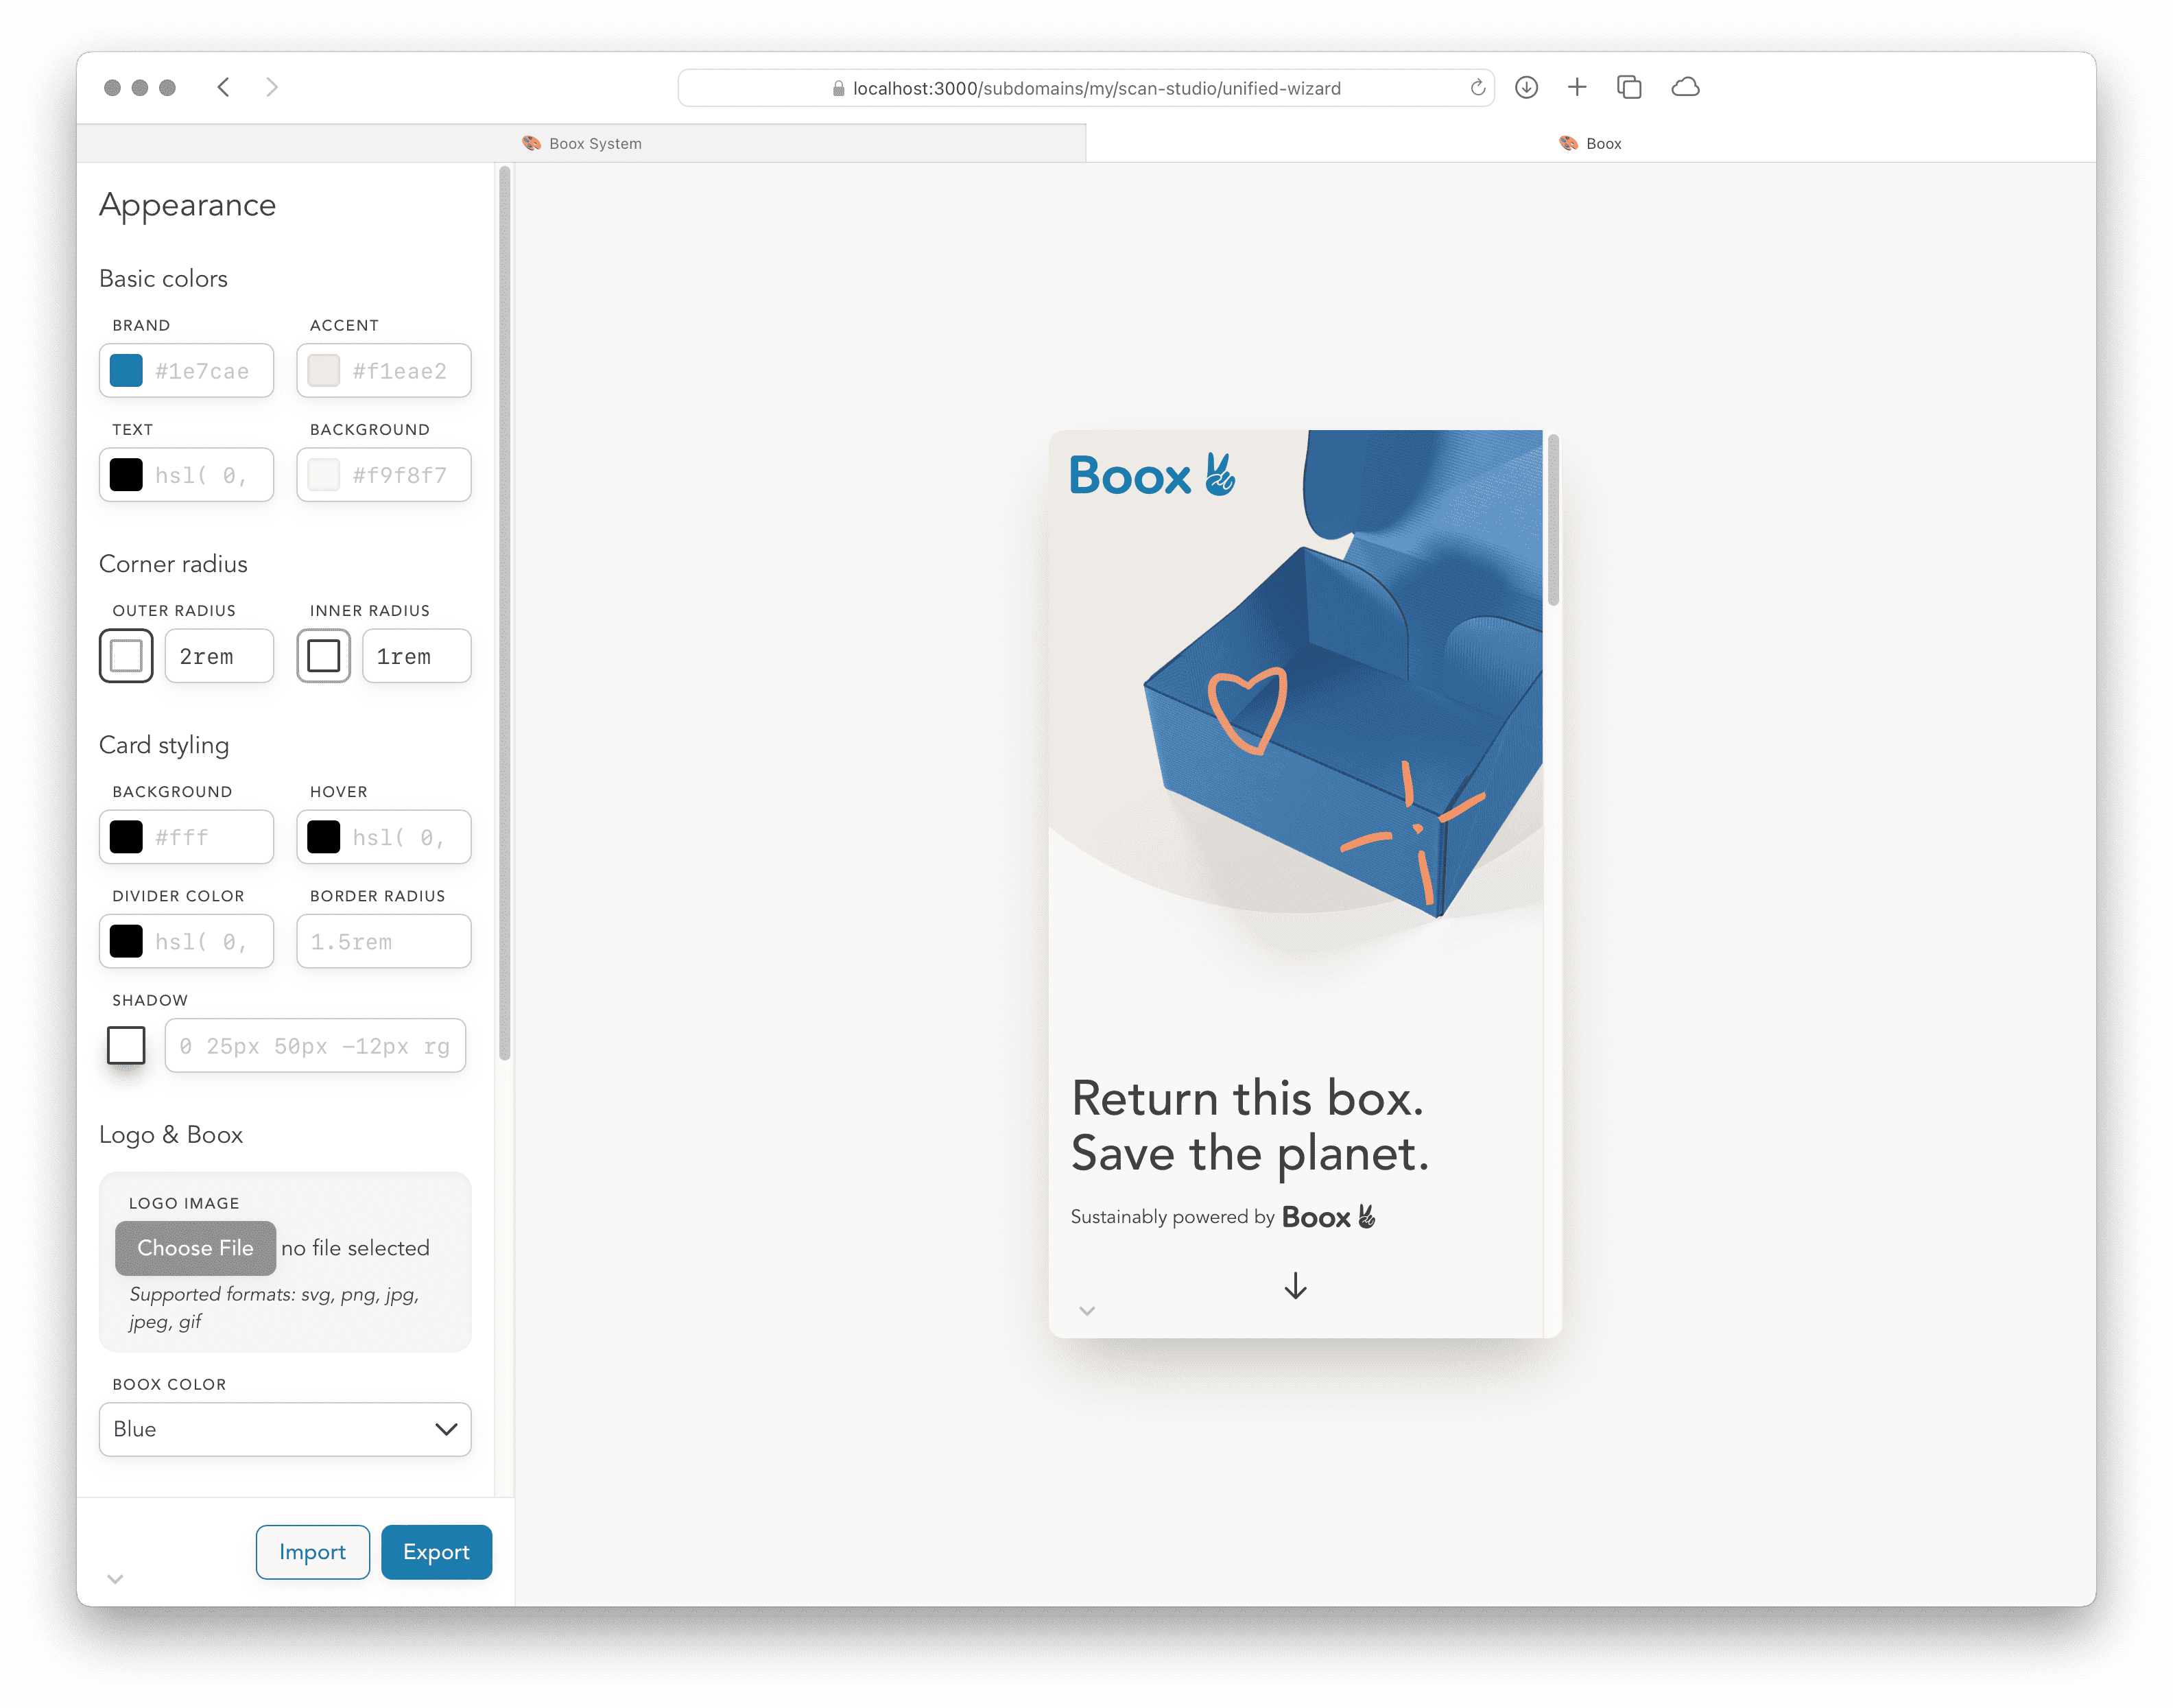 localhost:3000/subdomains/my/scan-studio/unified-wizard
Boox System
Boox
Appearance
Basic colors
BRAND ACCENT
#1e7cae #f1eae2
TEXT BACKGROUND
hsl( 0, #f9f8f7
Corner radius
OUTER RADIUS INNER RADIUS
2rem 1rem
Card styling
BACKGROUND HOVER
#fff hsl( 0,
DIVIDER COLOR BORDER RADIUS
hsl( 0, 1.5rem
SHADOW
0 25px 50px -12px rg
Logo & Boox
LOGO IMAGE
Choose File no file selected
Supported formats: svg, png, jpg,
jpeg, gif
BOOX COLOR
Blue
Import Export
Boox
Return this box.
Save the planet.
Sustainably powered by Boox